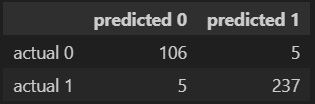 predicted 0 predicted 1
actual 0 106 5
actual 1 5 237